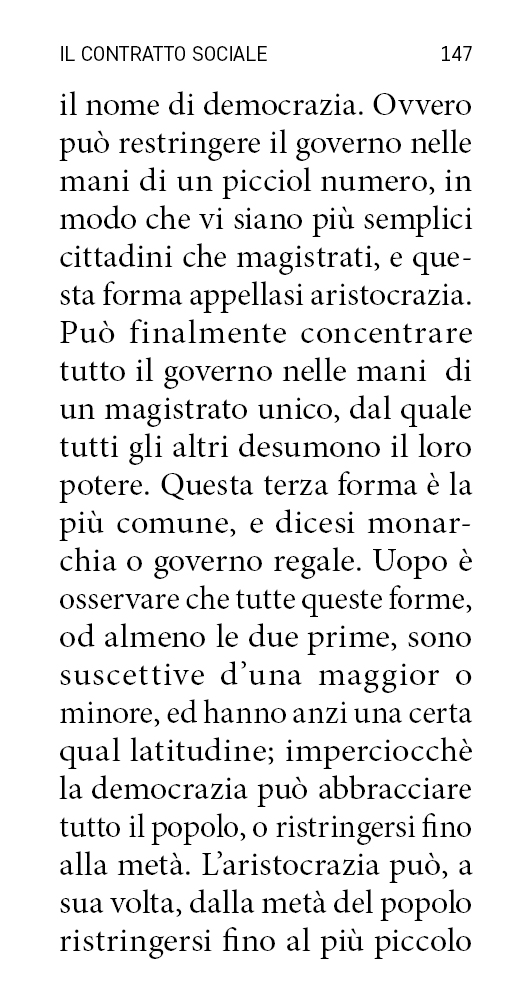 IL CONTRATTO SOCIALE 147
il nome di democrazia. Ovvero
può restringere il governo nelle
mani di un picciol numero, in
modo che vi siano più semplici
cittadini che magistrati, e que-
sta forma appellasi aristocrazia.
Può finalmente concentrare
tutto il governo nelle mani di
un magistrato unico, dal quale
tutti gli altri desumono il loro
potere. Questa terza forma è la
più comune, e dicesi monar-
chia o governo regale. Uopo è
osservare che tutte queste forme,
od almeno le due prime, sono
suscettive d’una maggior o
minore, ed hanno anzi una certa
qual latitudine; imperciocchè
la democrazia può abbracciare
tutto il popolo, o ristringersi fino
alla metà. L’aristocrazia può, a
sua volta, dalla metà del popolo
ristringersi fino al più piccolo